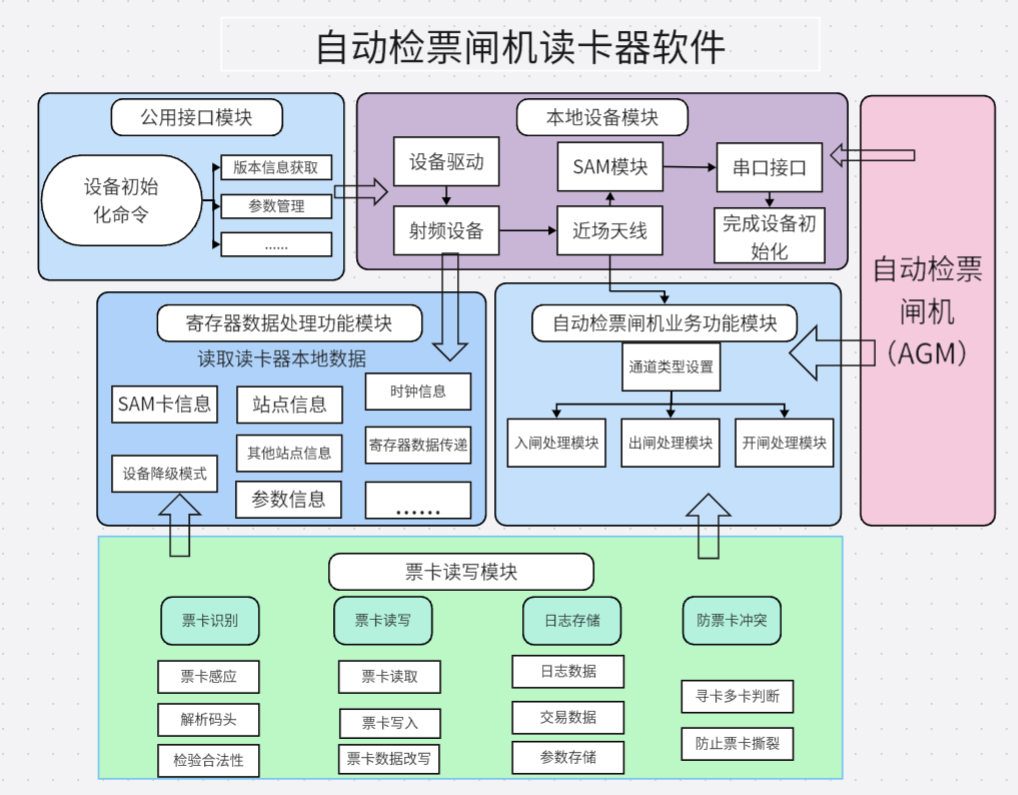 自动检票闸机读卡器软件
公用接口模块
设备初始
化命令
版本信息获取
参数管理
......
本地设备模块
设备驱动
射频设备
SAM模块
近场天线
串口接口
完成设备初
始化
自动检票
闸机
（AGM）
寄存器数据处理功能模块
读取读卡器本地数据
SAM卡信息
设备降级模式
站点信息
其他站点信息
参数信息
时钟信息
寄存器数据传递
......
自动检票闸机业务功能模块
通道类型设置
入闸处理模块
出闸处理模块
开闸处理模块
票卡读写模块
票卡识别
票卡感应
解析码头
检验合法性
票卡读写
票卡读取
票卡写入
票卡数据改写
日志存储
日志数据
交易数据
参数存储
防票卡冲突
寻卡多卡判断
防止票卡撕裂